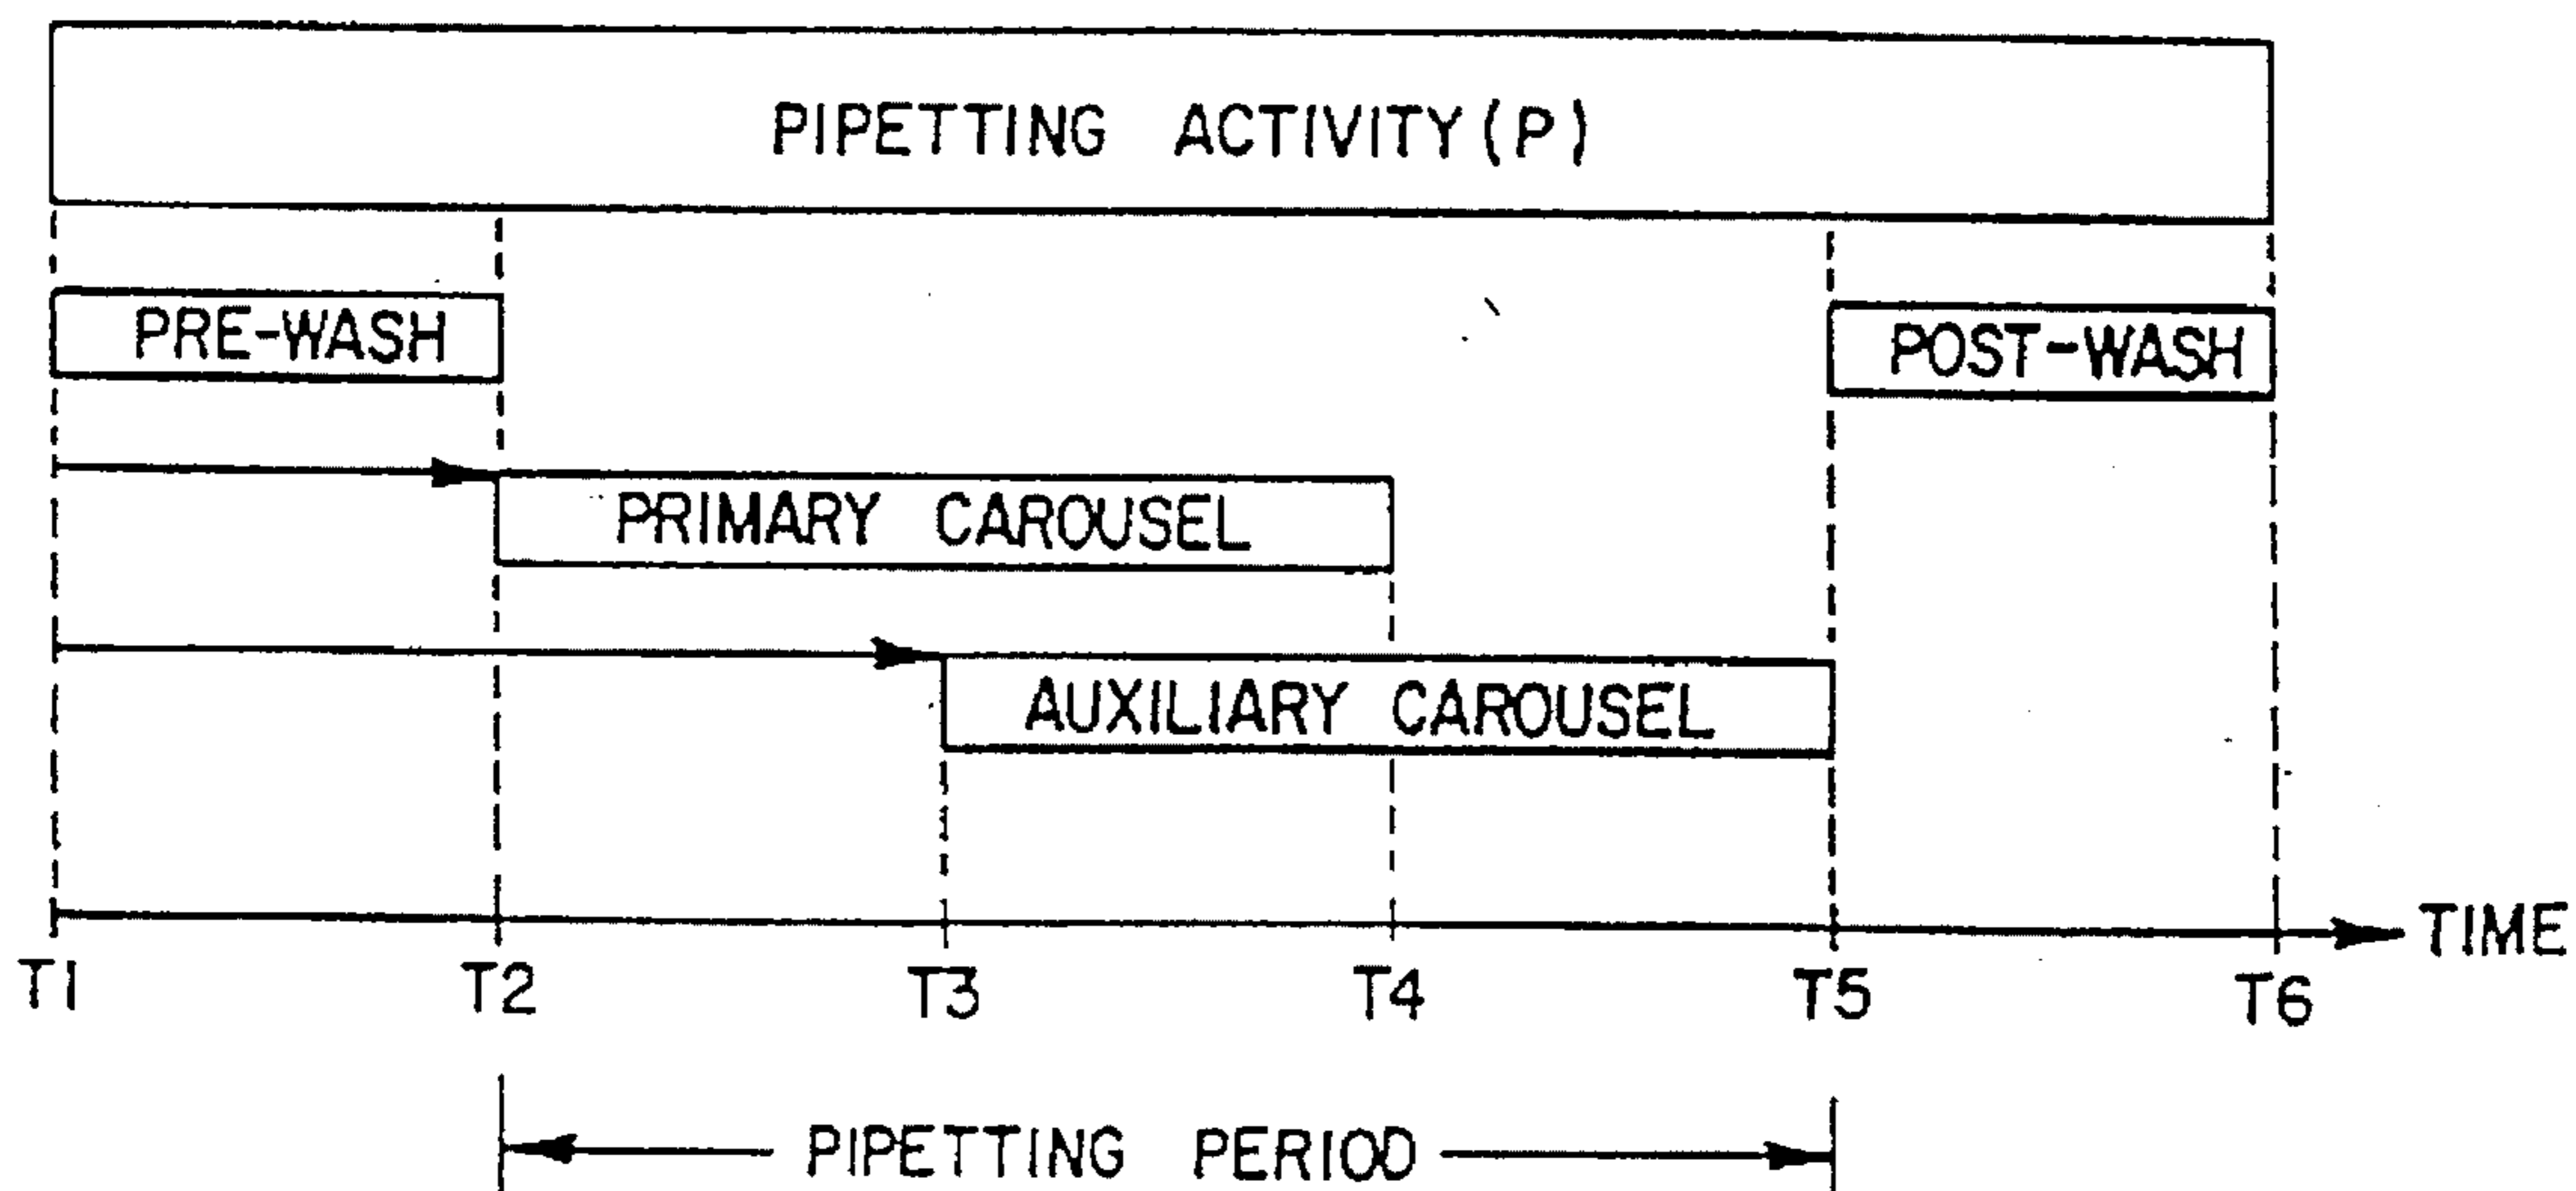 PIPETTING ACTIVITY (P)
PRE-WASH
POST-WASH
PRIMARY CAROUSEL
AUXILIARY CAROUSEL
TIME
T1 T2 T3 T4 T5 T6
PIPETTING PERIOD